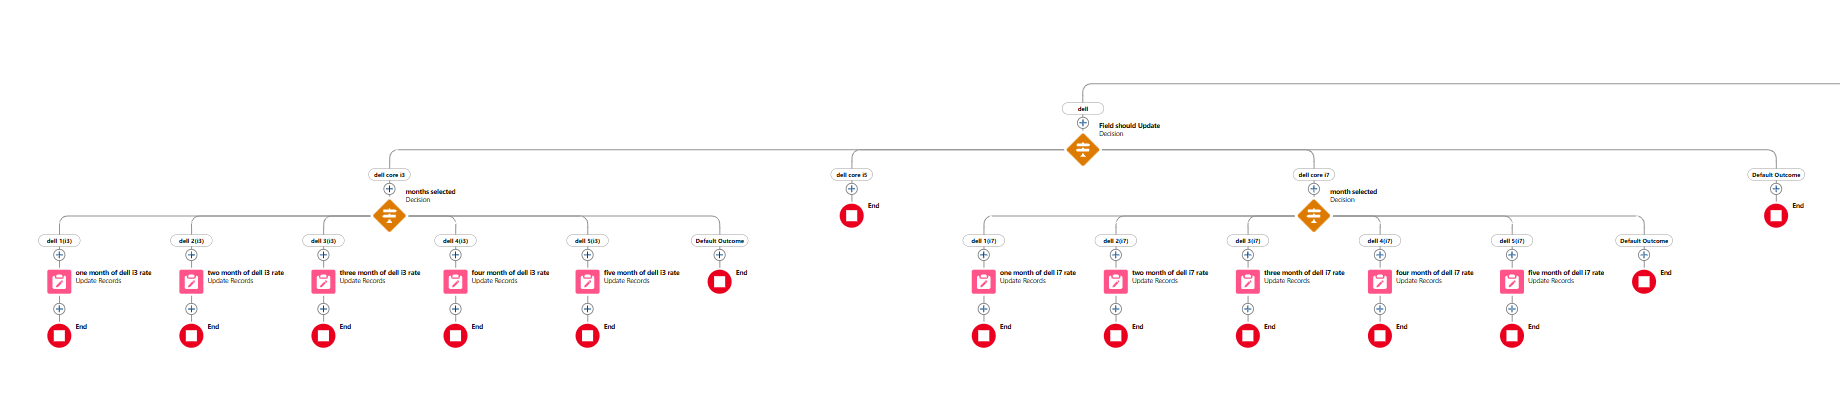 dell
Field should Update
Decision
dell core i3
dell core i5
dell core i7
Default Outcome
months selected
Decision
End
month selected
Decision
End
dell 1(i3)
dell 2(i3)
dell 3(i3)
dell 4(i3)
dell 5(i3)
Default Outcome
dell 1(i7)
dell 2(i7)
dell 3(i7)
dell 4(i7)
dell 5(i7)
Default Outcome
one month of dell i3 rate
Update Records
two month of dell i3 rate
Update Records
three month of dell i3 rate
Update Records
four month of dell i3 rate
Update Records
five month of dell i3 rate
Update Records
End
one month of dell i7 rate
Update Records
two month of dell i7 rate
Update Records
three month of dell i7 rate
Update Records
four month of dell i7 rate
Update Records
five month of dell i7 rate
Update Records
End
End
End
End
End
End
End
End
End
End
End